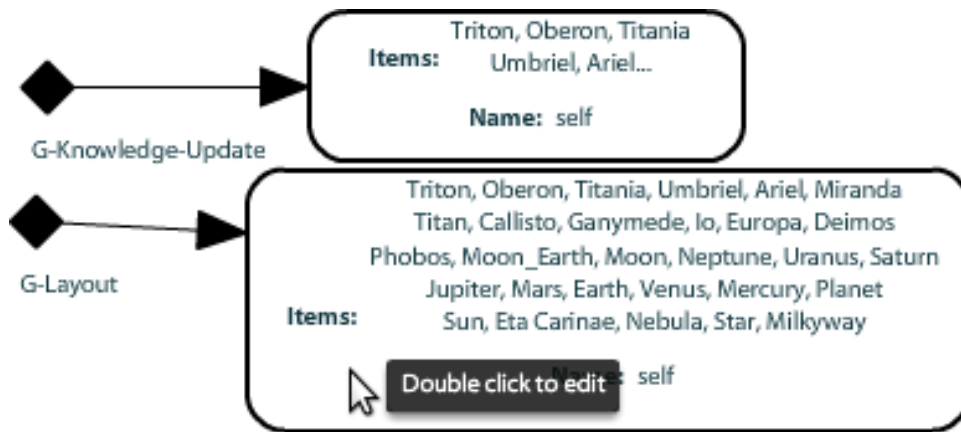 Triton, Oberon, Titania
Items: Umbriel, Ariel...
Name: self
G-Knowledge-Update
Triton, Oberon, Titania, Umbriel, Ariel, Miranda
Titan, Callisto, Ganymede, Io, Europa, Deimos
Phobos, Moon_Earth, Moon, Neptune, Uranus, Saturn
G-Layout
Jupiter, Mars, Earth, Venus, Mercury, Planet
Items: Sun, Eta Carinae, Nebula, Star, Milkyway
Name: self
Double click to edit